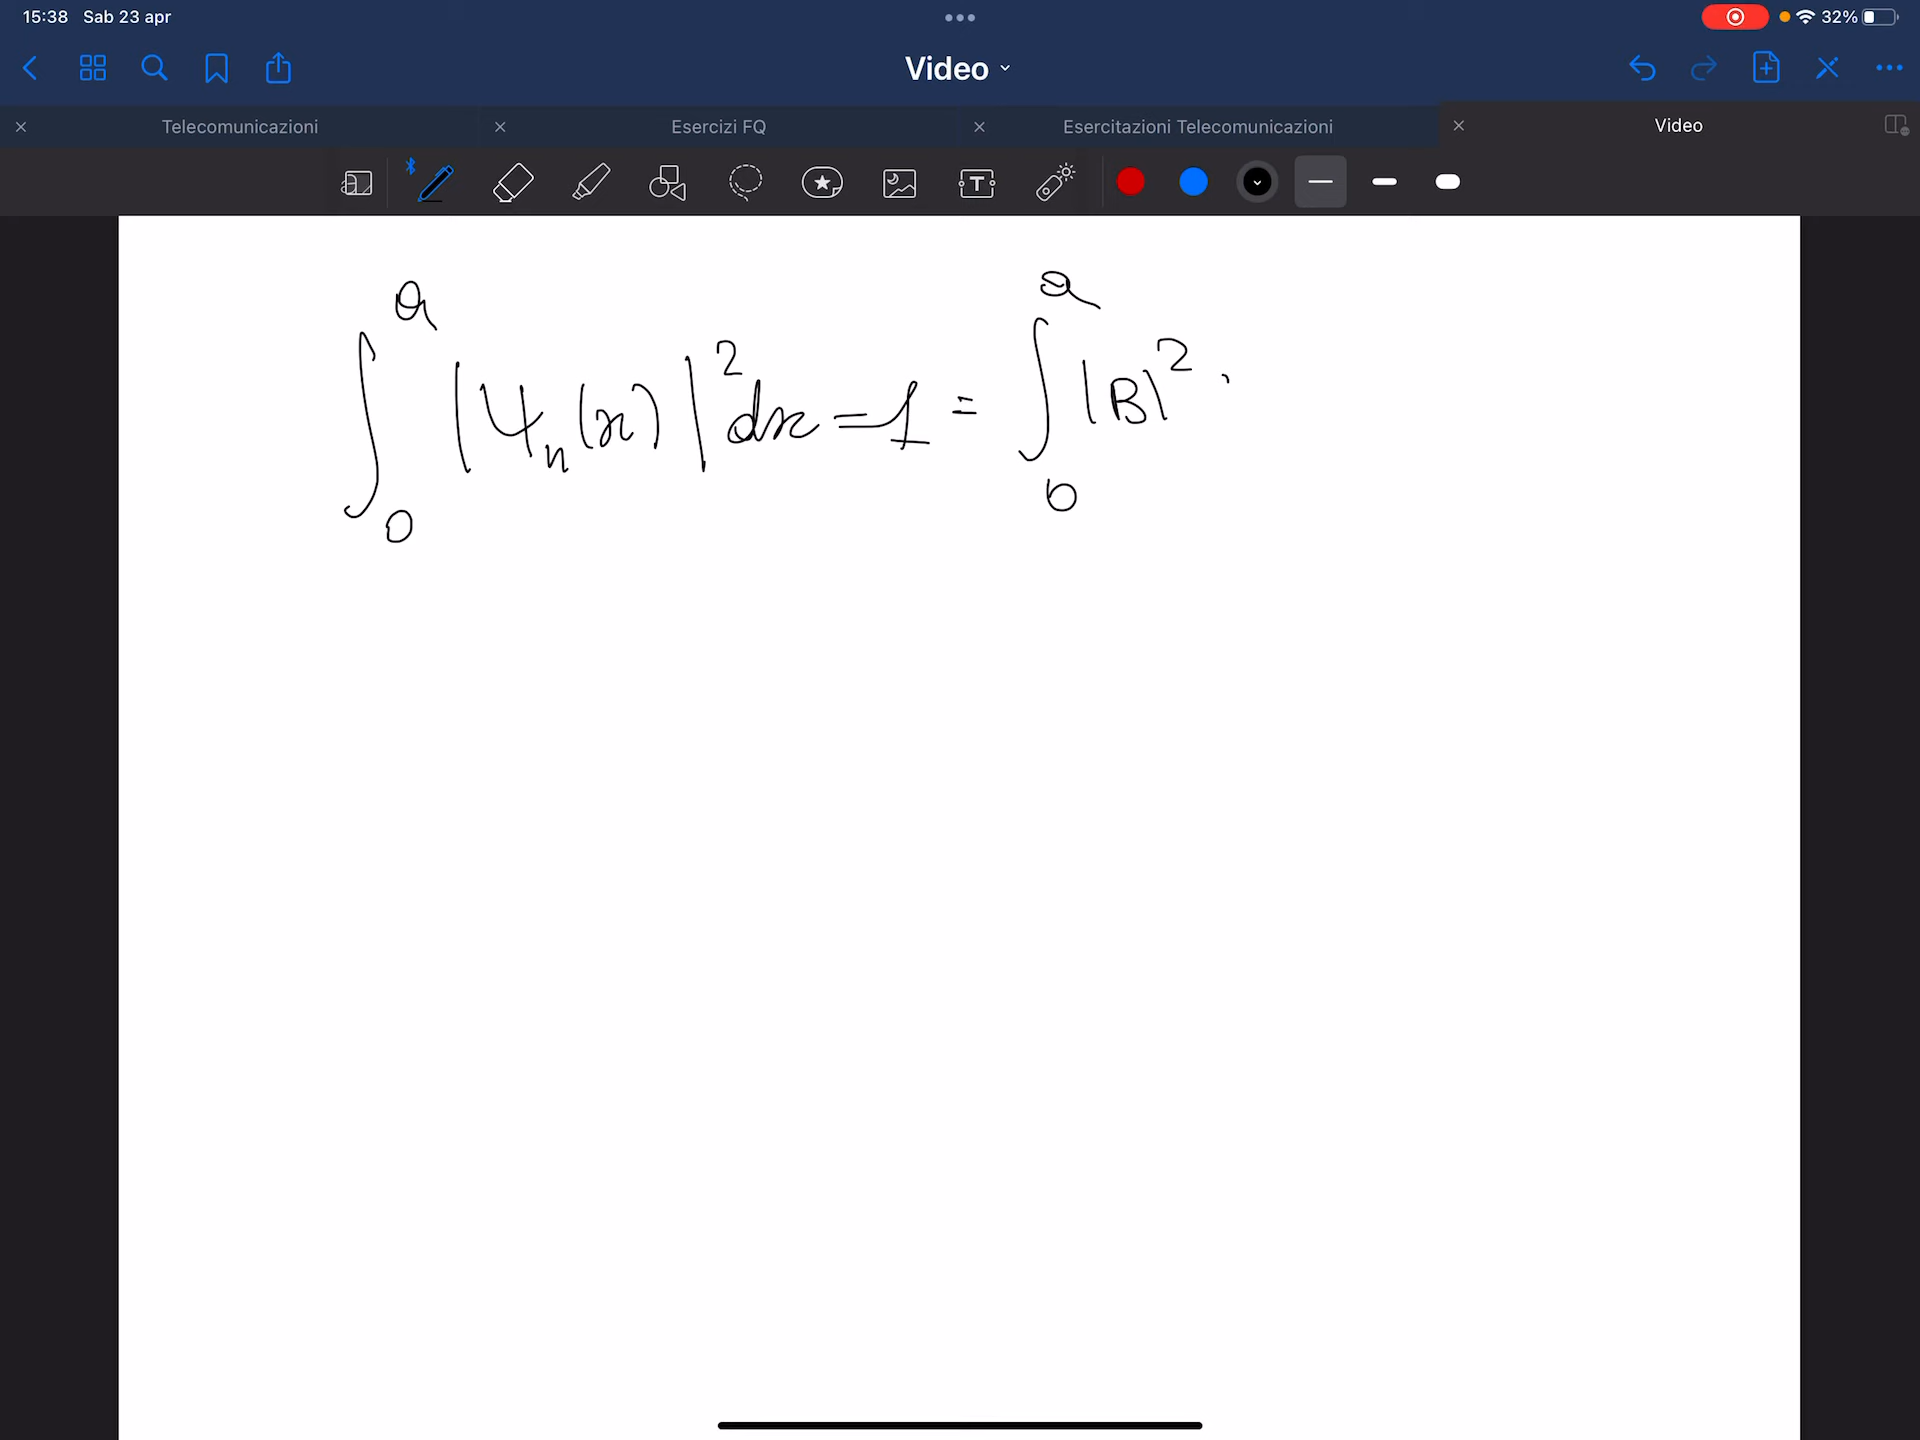 15:38 Sab 23 apr 32%
Video
Telecomunicazioni Esercizi FQ Esercitazioni Telecomunicazioni Video
∫₀ᵃ |Ψₙ(x)|² dx = 1 = ∫₀ᵃ |B|² ·